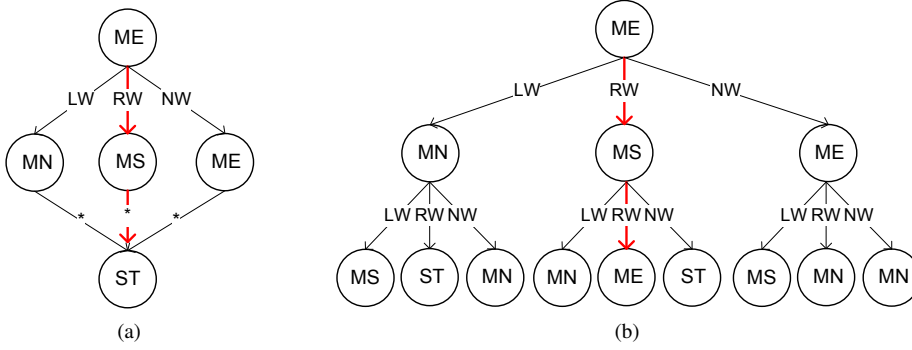 ME
LW RW NW
MN MS ME
* * *
ST
(a)
ME
LW RW NW
MN MS ME
LW RW NW LW RW NW LW RW NW
MS ST MN MN ME ST MS MN MN
(b)